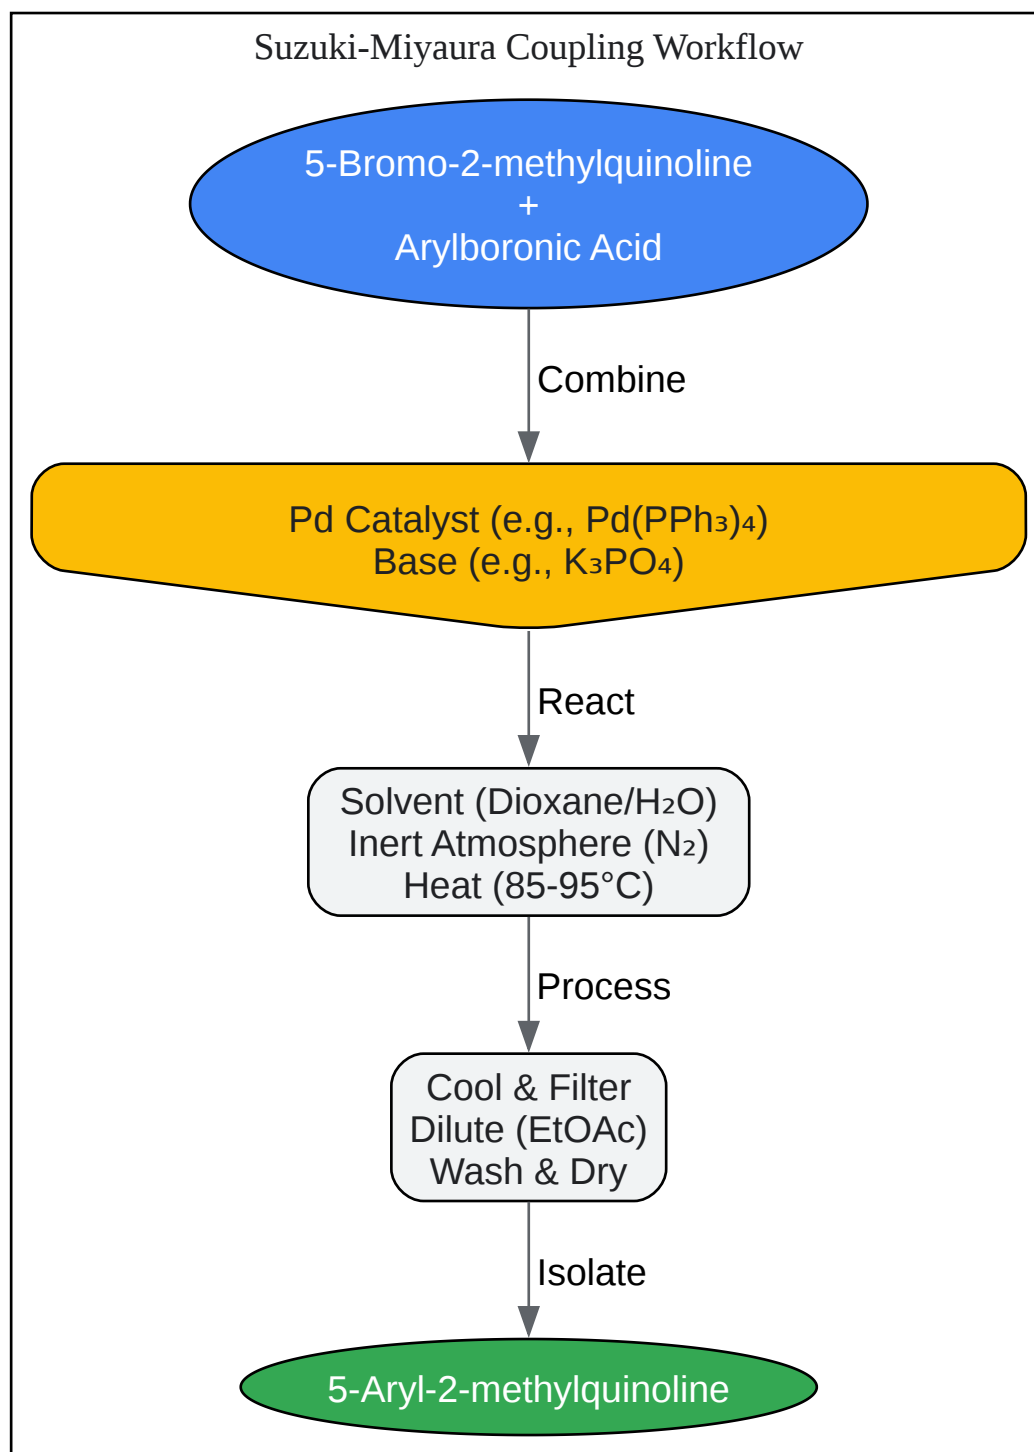 Suzuki-Miyaura Coupling Workflow
5-Bromo-2-methylquinoline
+
Arylboronic Acid
Combine
Pd Catalyst (e.g., Pd(PPh₃)₄)
Base (e.g., K₃PO₄)
React
Solvent (Dioxane/H₂O)
Inert Atmosphere (N₂)
Heat (85-95°C)
Process
Cool & Filter
Dilute (EtOAc)
Wash & Dry
Isolate
5-Aryl-2-methylquinoline